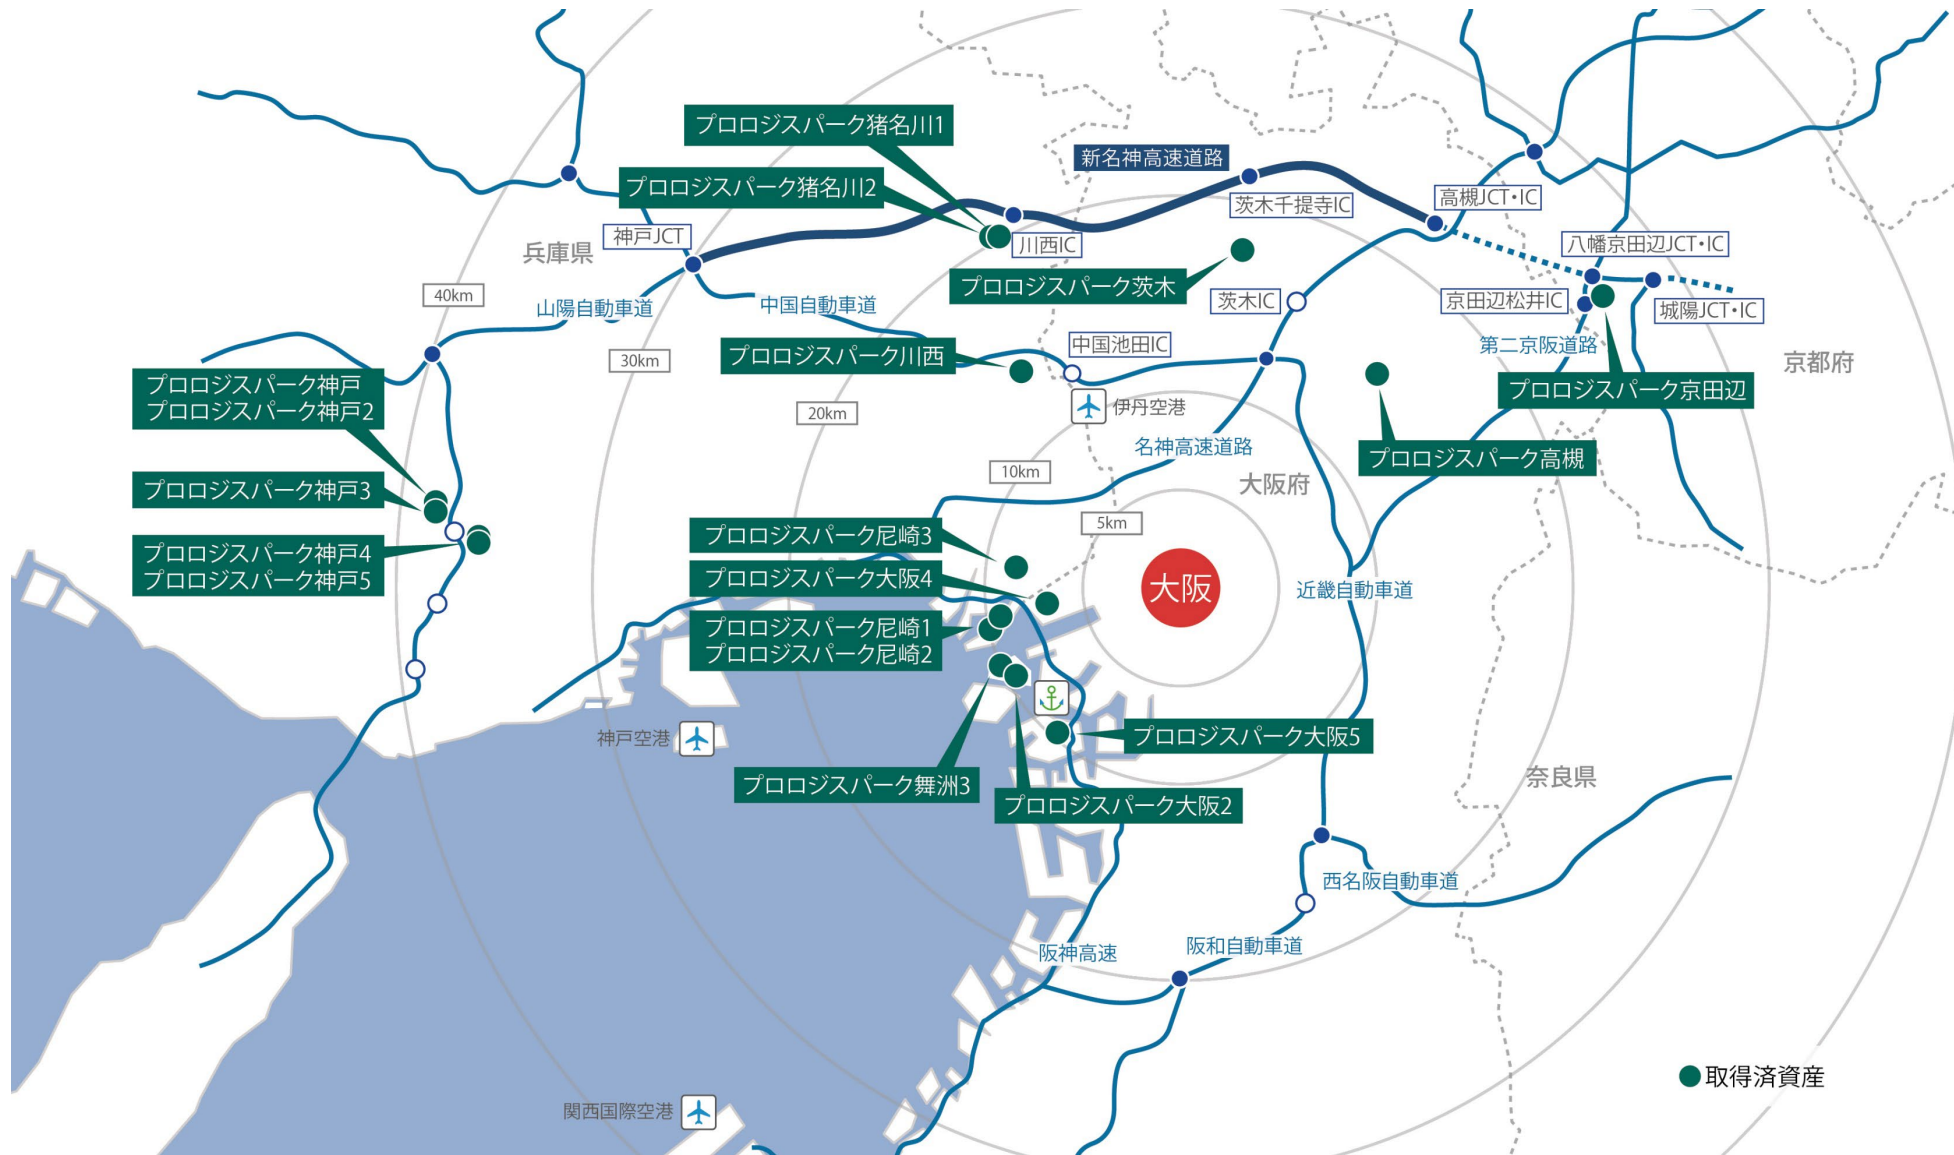 プロロジスパーク猪名川1
新名神高速道路
プロロジスパーク猪名川2
茨木千提寺IC
高槻JCT・IC
神戸JCT
川西IC
八幡京田辺JCT・IC
兵庫県
プロロジスパーク茨木
40km
山陽自動車道
中国自動車道
茨木IC
京田辺松井IC
城陽JCT・IC
中国池田IC
第二京阪道路
30km
プロロジスパーク川西
京都府
プロロジスパーク神戸
プロロジスパーク神戸2
プロロジスパーク京田辺
20km
伊丹空港
名神高速道路
プロロジスパーク高槻
10km
大阪府
プロロジスパーク神戸3
5km
プロロジスパーク尼崎3
プロロジスパーク神戸4
プロロジスパーク神戸5
プロロジスパーク大阪4
大阪
近畿自動車道
プロロジスパーク尼崎1
プロロジスパーク尼崎2
神戸空港
プロロジスパーク大阪5
奈良県
プロロジスパーク舞洲3
プロロジスパーク大阪2
西名阪自動車道
阪神高速
阪和自動車道
取得済資産
関西国際空港